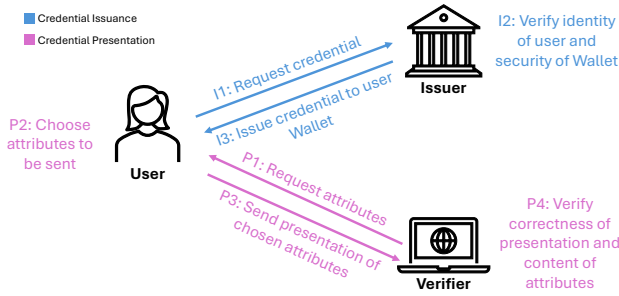 Credential Issuance
Credential Presentation
I1: Request credential
I2: Verify identity
of user and
security of Wallet
Issuer
I3: Issue credential to user
Wallet
P2: Choose
attributes to
be sent
User
P1: Request attributes
P3: Send presentation of
chosen attributes
P4: Verify
correctness of
presentation and
content of
attributes
Verifier